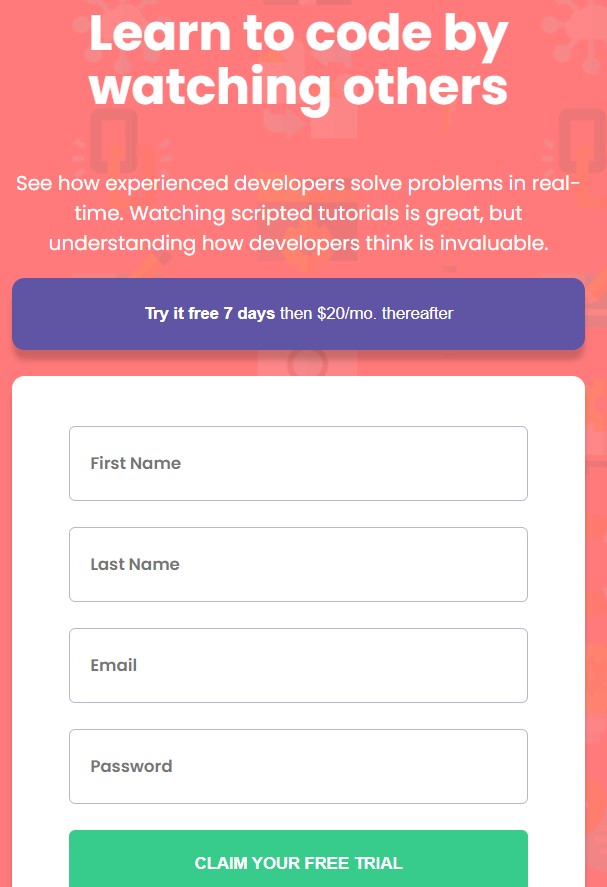 Learn to code by
watching others
See how experienced developers solve problems in real-
time. Watching scripted tutorials is great, but
understanding how developers think is invaluable.
Try it free 7 days then $20/mo. thereafter
First Name
Last Name
Email
Password
CLAIM YOUR FREE TRIAL